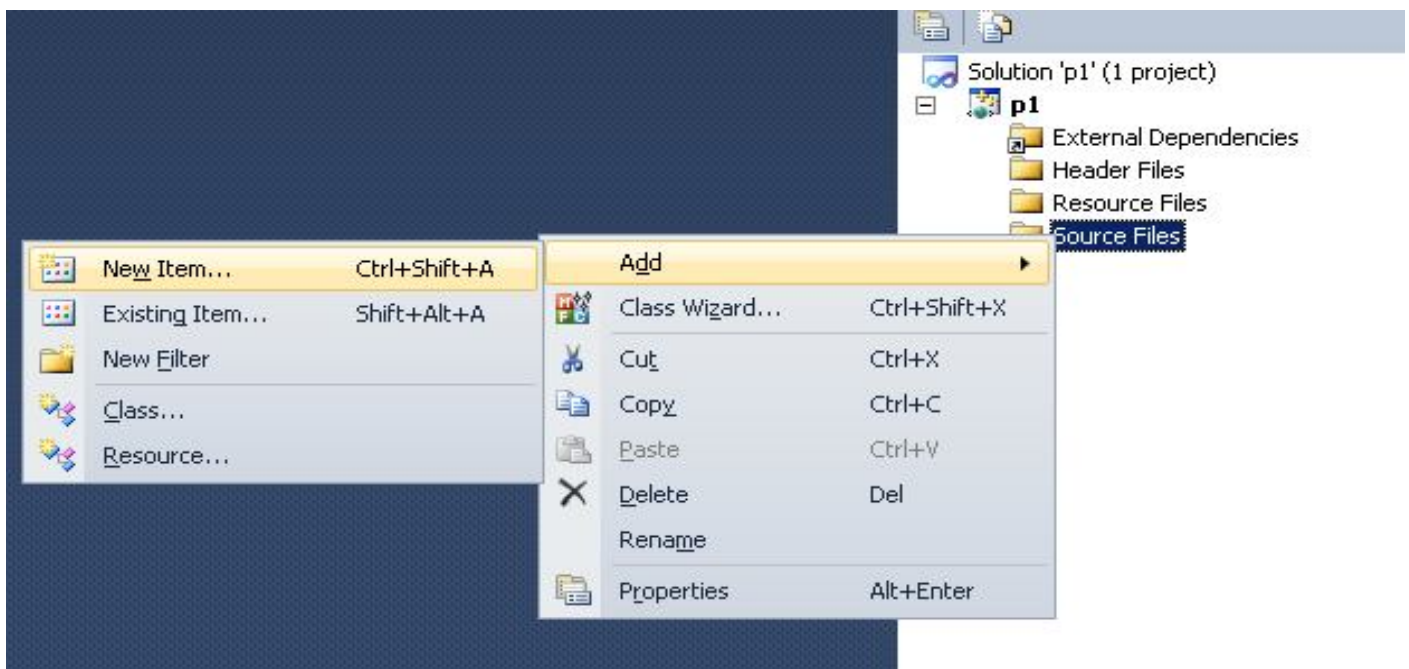 Solution 'p1' (1 project)
p1
External Dependencies
Header Files
Resource Files
Source Files
Add
Class Wizard... Ctrl+Shift+X
Cut Ctrl+X
Copy Ctrl+C
Paste Ctrl+V
Delete Del
Rename
Properties Alt+Enter
New Item... Ctrl+Shift+A
Existing Item... Shift+Alt+A
New Filter
Class...
Resource...